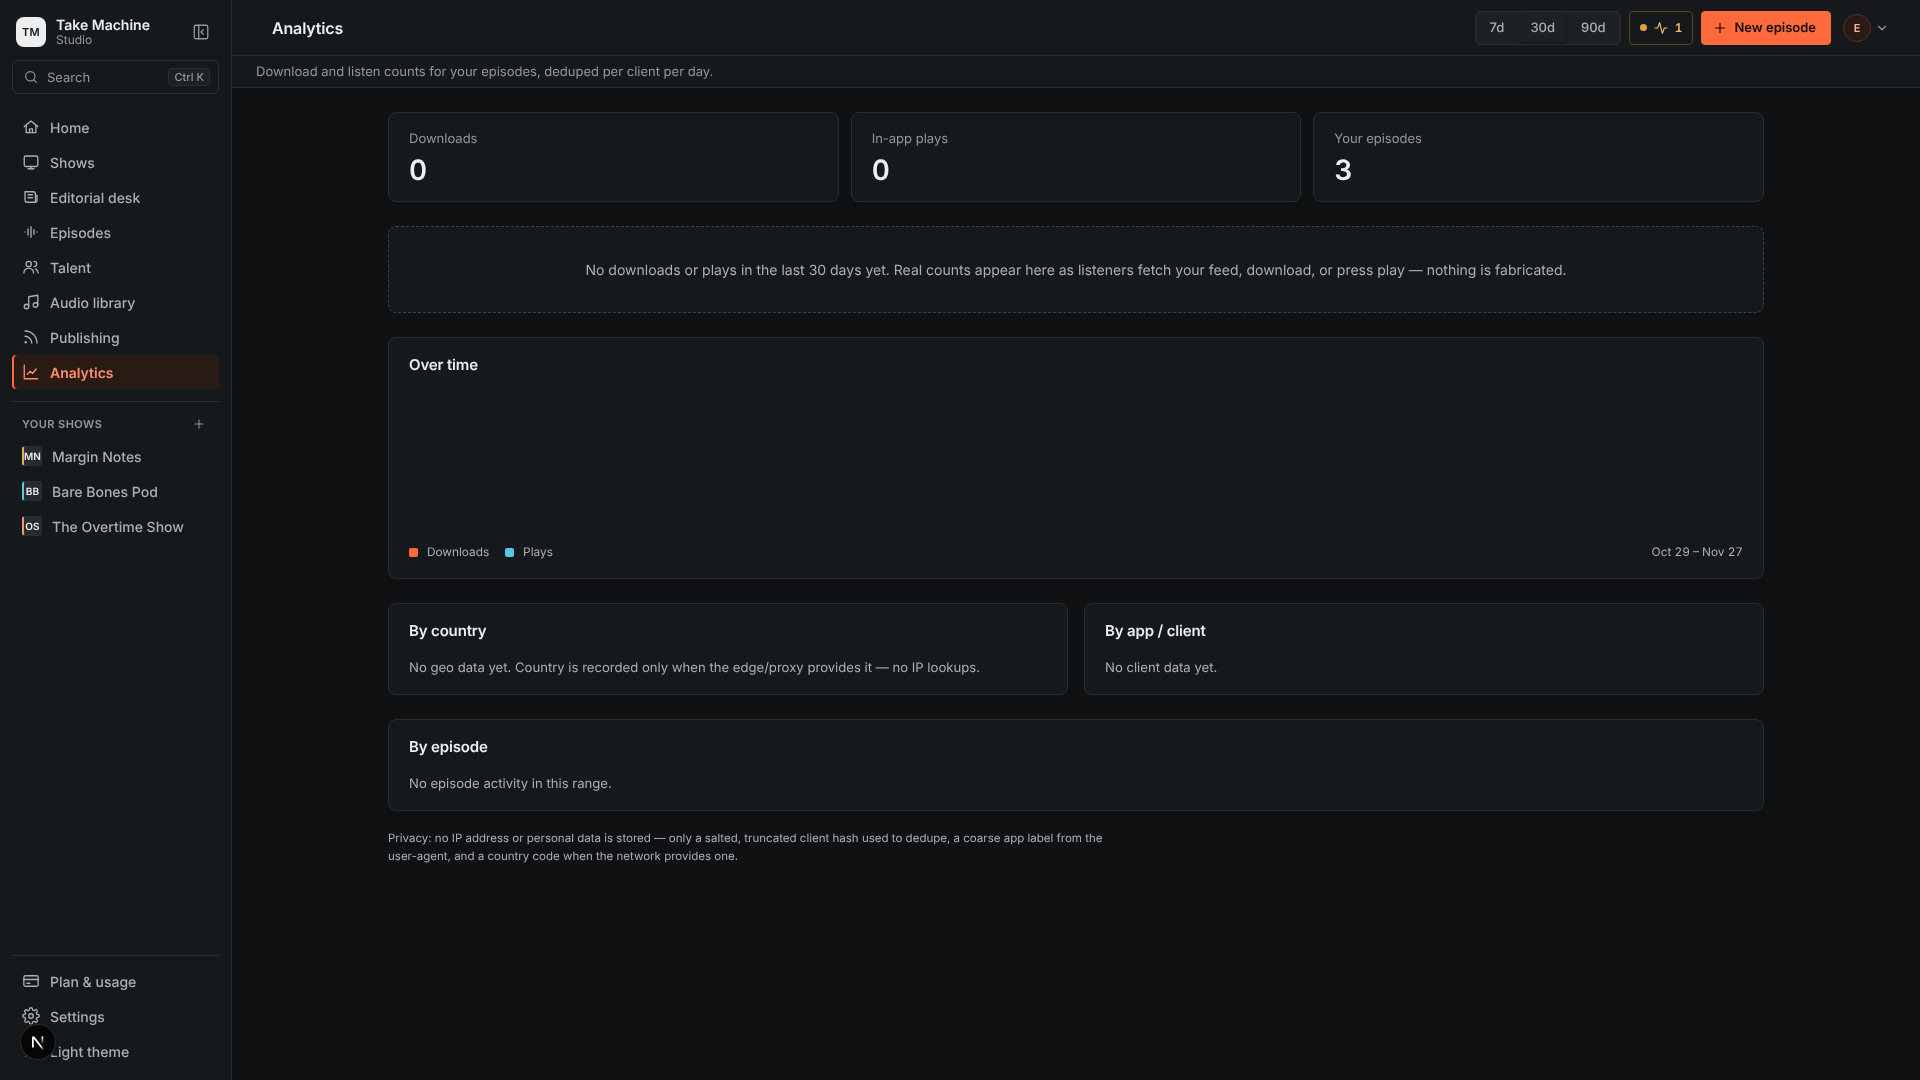 TM
Take Machine
Studio
Search
Ctrl K
Home
Shows
Editorial desk
Episodes
Talent
Audio library
Publishing
Analytics
YOUR SHOWS
MN
Margin Notes
BB
Bare Bones Pod
OS
The Overtime Show
Plan & usage
Settings
N
Light theme
Analytics
7d
30d
90d
1
New episode
E
Download and listen counts for your episodes, deduped per client per day.
Downloads
0
In-app plays
0
Your episodes
3
No downloads or plays in the last 30 days yet. Real counts appear here as listeners fetch your feed, download, or press play — nothing is fabricated.
Over time
Downloads
Plays
Oct 29 – Nov 27
By country
No geo data yet. Country is recorded only when the edge/proxy provides it — no IP lookups.
By app / client
No client data yet.
By episode
No episode activity in this range.
Privacy: no IP address or personal data is stored — only a salted, truncated client hash used to dedupe, a coarse app label from the
user-agent, and a country code when the network provides one.